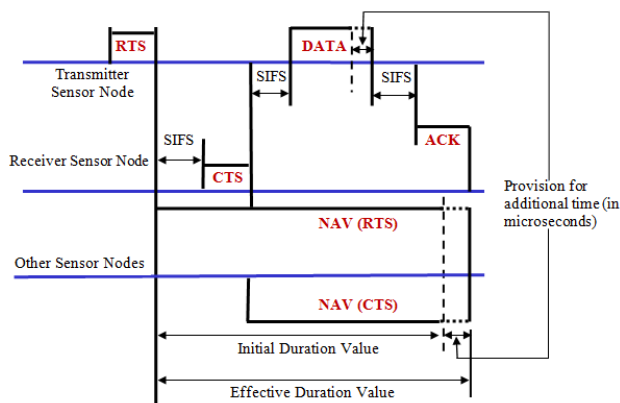 RTS
DATA
Transmitter
Sensor Node
SIFS
SIFS
SIFS
Receiver Sensor Node
CTS
ACK
Provision for
additional time (in
microseconds)
NAV (RTS)
Other Sensor Nodes
NAV (CTS)
Initial Duration Value
Effective Duration Value